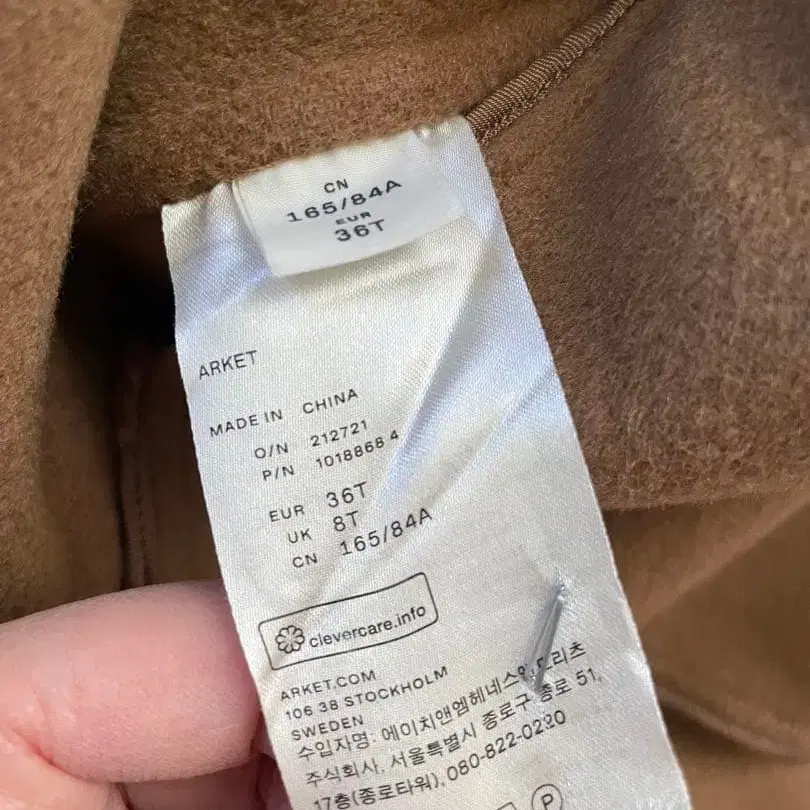 CN
165/84A
EUR
36T
ARKET
MADE IN CHINA
O/N 212721
P/N 1018868 4
EUR 36T
UK 8T
CN 165/84A
clevercare.info
ARKET.COM
106 38 STOCKHOLM
SWEDEN
수입자명: 에이치앤엠헤네스 모리츠
주식회사, 서울특별시 종로구 종로 51,
17층(종로타워), 080-822-0220
P